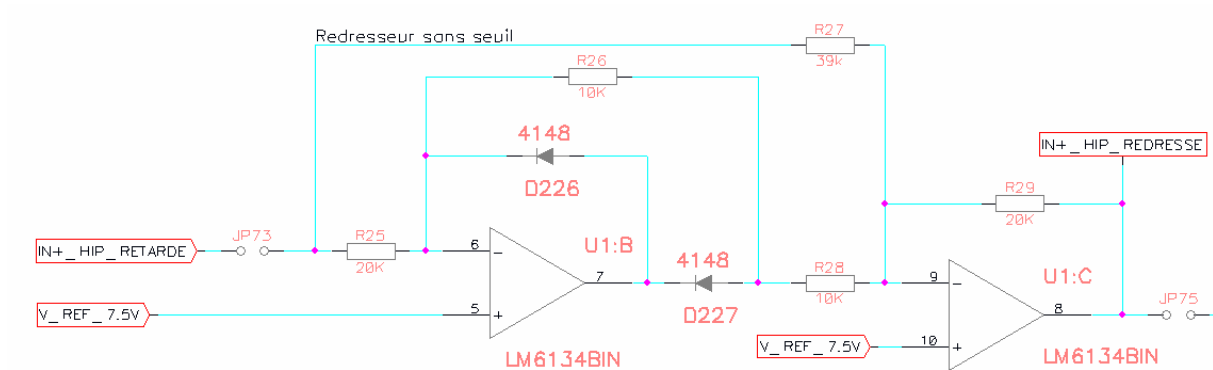 Redresseur sans seuil
R27
39k
R26
10K
4148
D226
IN+_HIP_REDRESSE
R29
20K
IN+_HIP_RETARDE
JP73
R25
20K
6
-
U1:B
7
4148
D227
R28
10K
9
-
U1:C
8
JP75
V_REF_7.5V
5
+
LM6134BIN
V_REF_7.5V
10
+
LM6134BIN